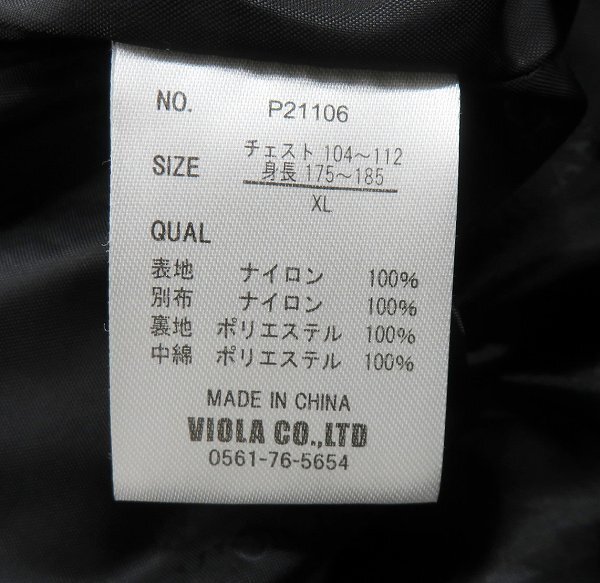 NO. P21106
SIZE チェスト 104～112
身長 175～185
XL
QUAL
表地 ナイロン 100%
別布 ナイロン 100%
裏地 ポリエステル 100%
中綿 ポリエステル 100%
MADE IN CHINA
VIOLA CO.,LTD
0561-76-5654